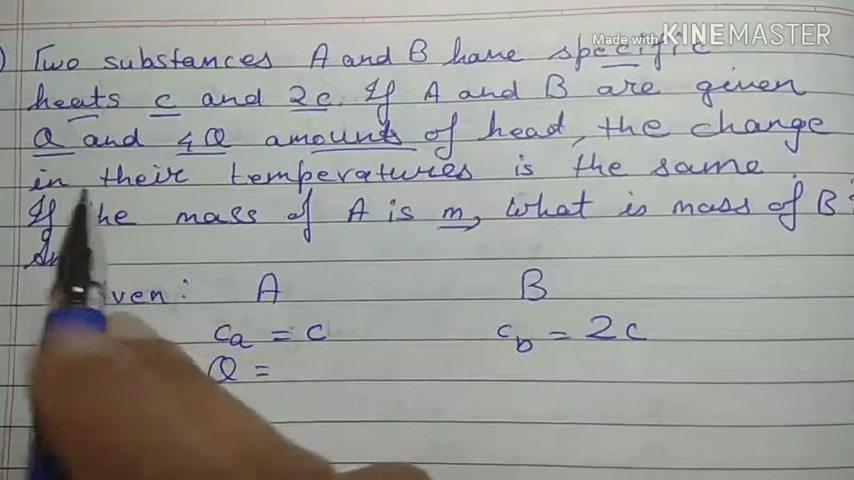 Made with KINEMASTER
) Two substances A and B have specific
heats c and 2c. If A and B are given
Q and 4Q amounts of head, the change
in their temperatures is the same.
If the mass of A is m, What is mass of B?
A B
ca = c cb = 2c
Q =